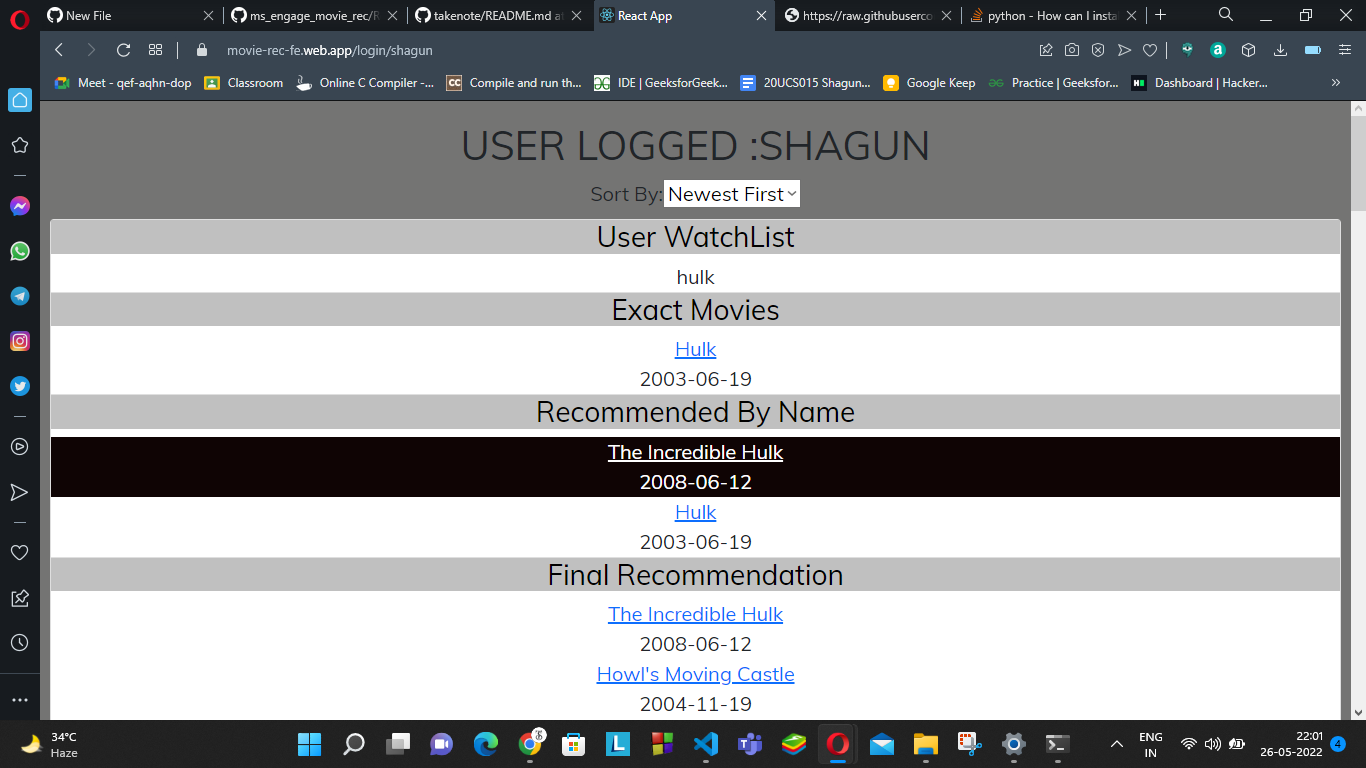 New File
ms_engage_movie_rec/R
takenote/README.md at
React App
https://raw.githubuserco
python - How can I insta
movie-rec-fe.web.app/login/shagun
Meet - qef-aqhn-dop
Classroom
Online C Compiler -...
CC
Compile and run th...
IDE | GeeksforGeek...
20UCS015 Shagun...
Google Keep
Practice | Geeksfor...
Dashboard | Hacker...
USER LOGGED :SHAGUN
Sort By: Newest First
User WatchList
hulk
Exact Movies
Hulk
2003-06-19
Recommended By Name
The Incredible Hulk
2008-06-12
Hulk
2003-06-19
Final Recommendation
The Incredible Hulk
2008-06-12
Howl's Moving Castle
2004-11-19
34°C
Haze
L
ENG
IN
22:01
26-05-2022
4